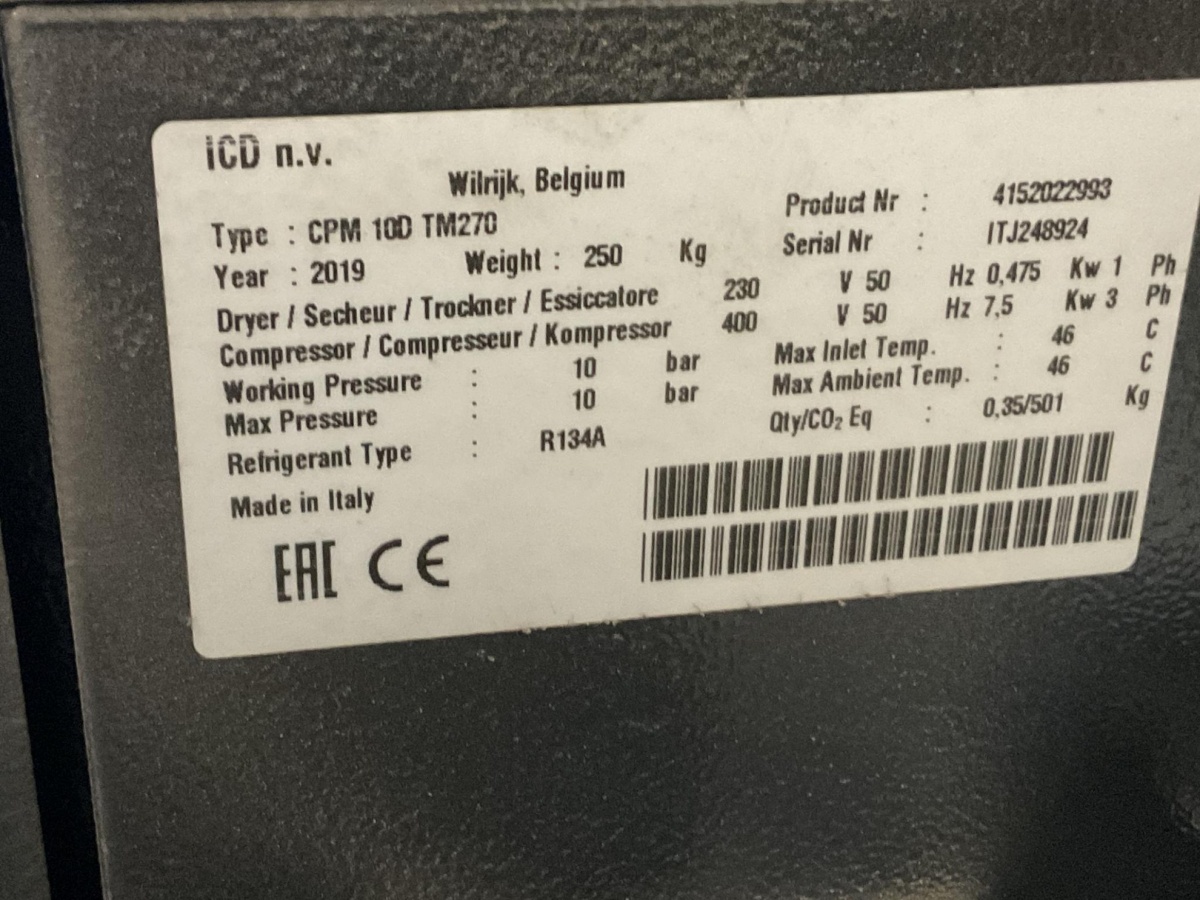 ICD n.v.
Wilrijk, Belgium
Type : CPM 10D TM270
Product Nr : 4152022993
Year : 2019 Weight : 250 Kg
Serial Nr : ITJ248924
Dryer / Secheur / Trockner / Essiccatore 230 V 50 Hz 0,475 Kw 1 Ph
Compressor / Compresseur / Kompressor 400 V 50 Hz 7,5 Kw 3 Ph
Working Pressure : 10 bar Max Inlet Temp. : 46 C
Max Pressure : 10 bar Max Ambient Temp. : 46 C
Refrigerant Type : R134A Qty/CO₂ Eq : 0,35/501 Kg
Made in Italy
EAC CE